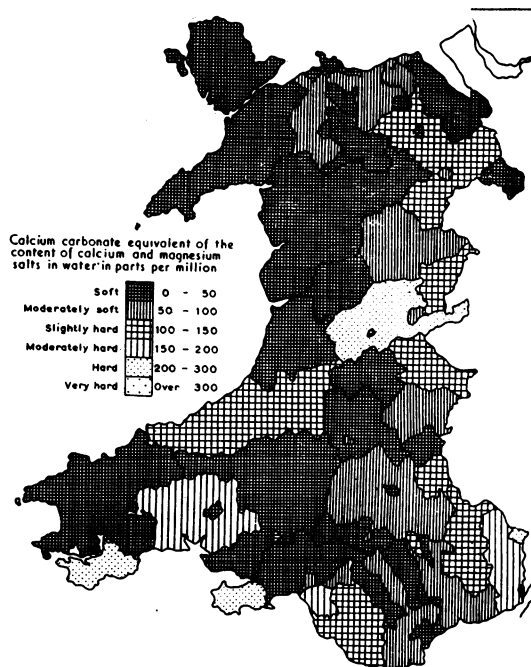 Calcium carbonate equivalent of the
content of calcium and magnesium
salts in water in parts per million
Soft 0 - 50
Moderately soft 50 - 100
Slightly hard 100 - 150
Moderately hard 150 - 200
Hard 200 - 300
Very hard Over 300